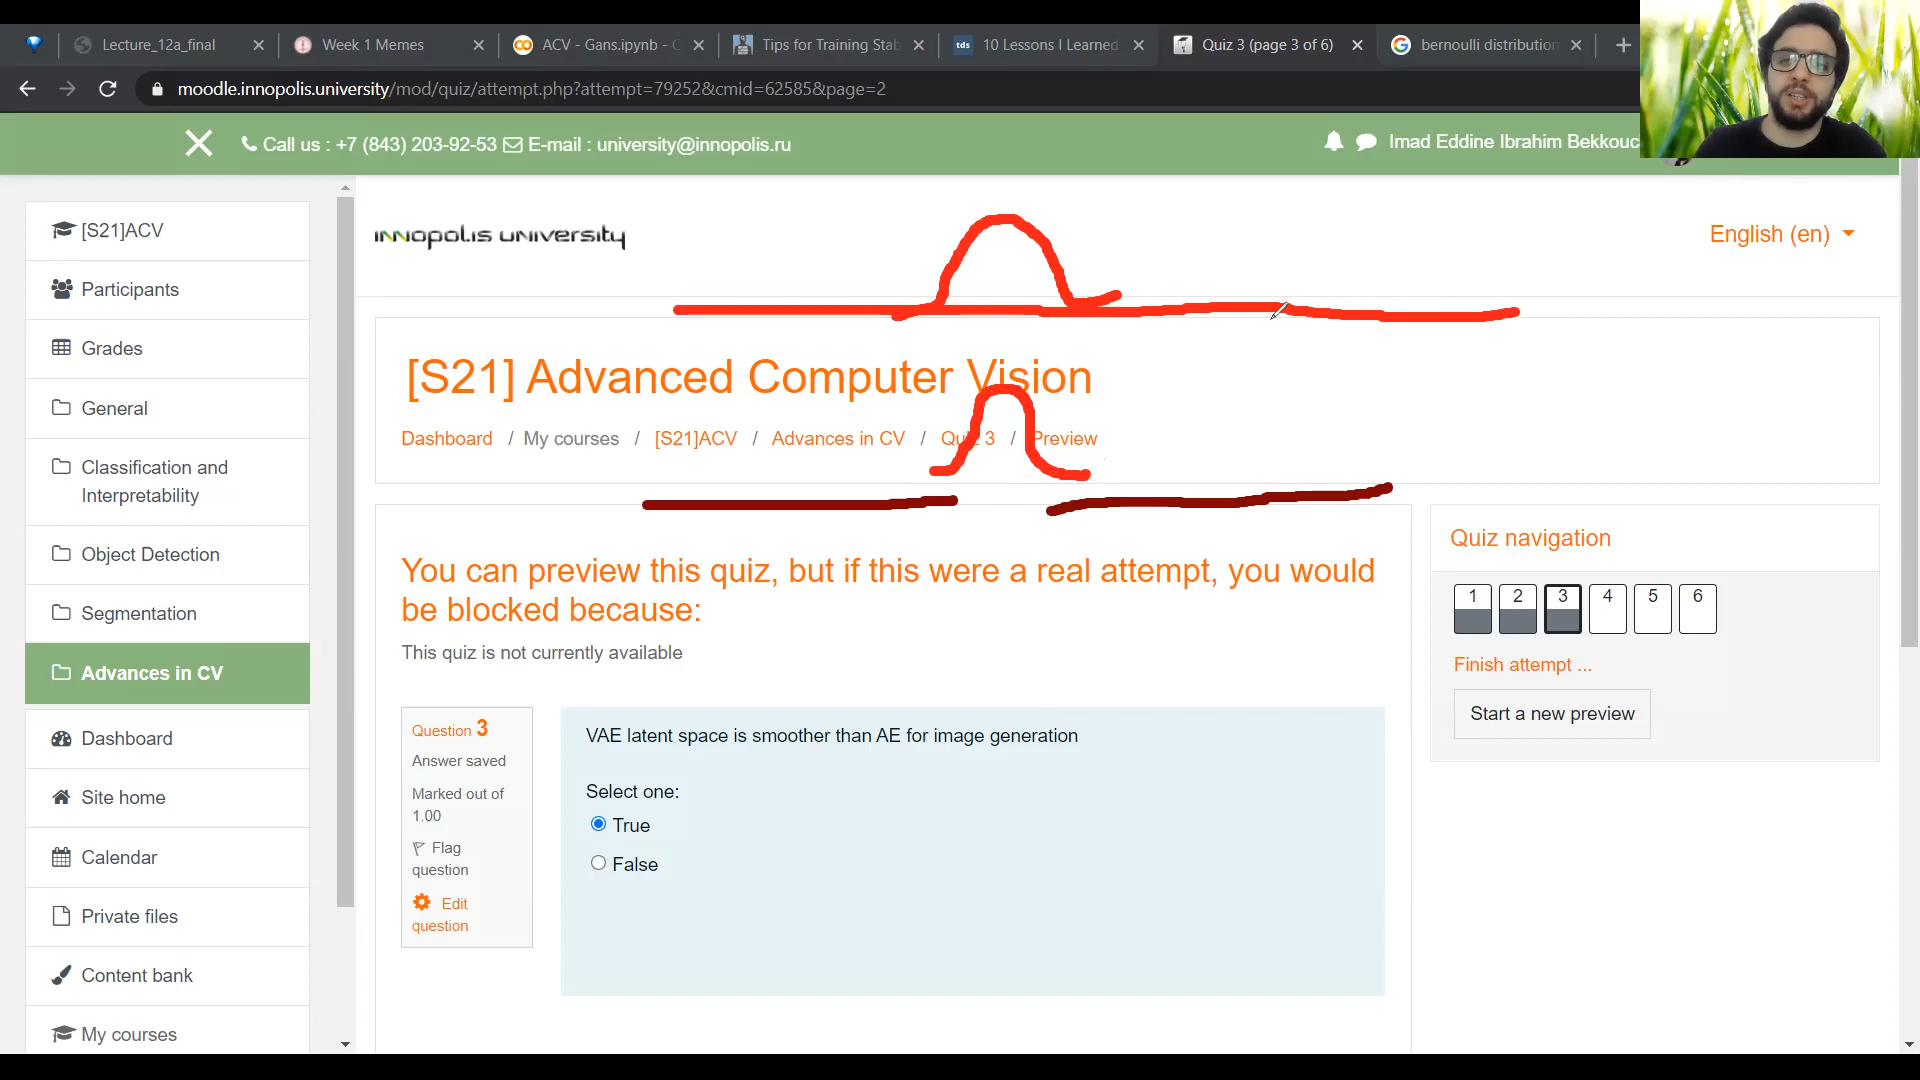 Lecture_12a_final
Week 1 Memes
ACV - Gans.ipynb - C
Tips for Training Stab
tds
10 Lessons I Learned
Quiz 3 (page 3 of 6)
bernoulli distribution
moodle.innopolis.university/mod/quiz/attempt.php?attempt=79252&cmid=62585&page=2
Call us : +7 (843) 203-92-53 E-mail : university@innopolis.ru
Imad Eddine Ibrahim Bekkouc
[S21]ACV
Participants
Grades
General
Classification and
Interpretability
Object Detection
Segmentation
Advances in CV
Dashboard
Site home
Calendar
Private files
Content bank
My courses
innopolis university
English (en)
[S21] Advanced Computer Vision
Dashboard / My courses / [S21]ACV / Advances in CV / Quiz 3 / Preview
You can preview this quiz, but if this were a real attempt, you would
be blocked because:
This quiz is not currently available
Question 3
Answer saved
Marked out of
1.00
Flag
question
Edit
question
VAE latent space is smoother than AE for image generation
Select one:
True
False
Quiz navigation
1 2 3 4 5 6
Finish attempt ...
Start a new preview